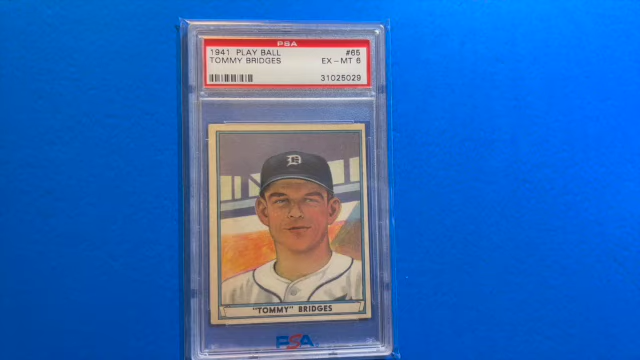 PSA
1941 PLAY BALL #65
TOMMY BRIDGES EX-MT 6
31025029
D
"TOMMY" BRIDGES
PSA